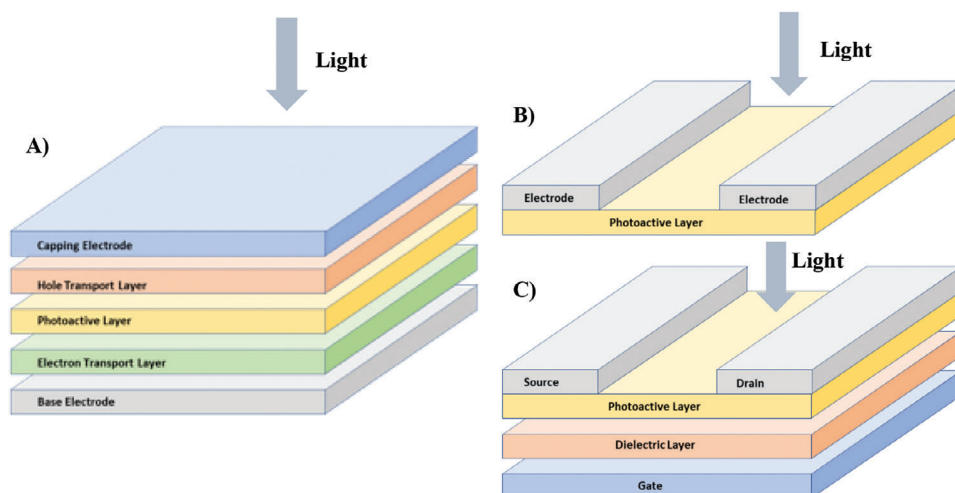 Light
A)
Capping Electrode
Hole Transport Layer
Photoactive Layer
Electron Transport Layer
Base Electrode
Light
B)
Electrode
Electrode
Photoactive Layer
Light
C)
Source
Drain
Photoactive Layer
Dielectric Layer
Gate